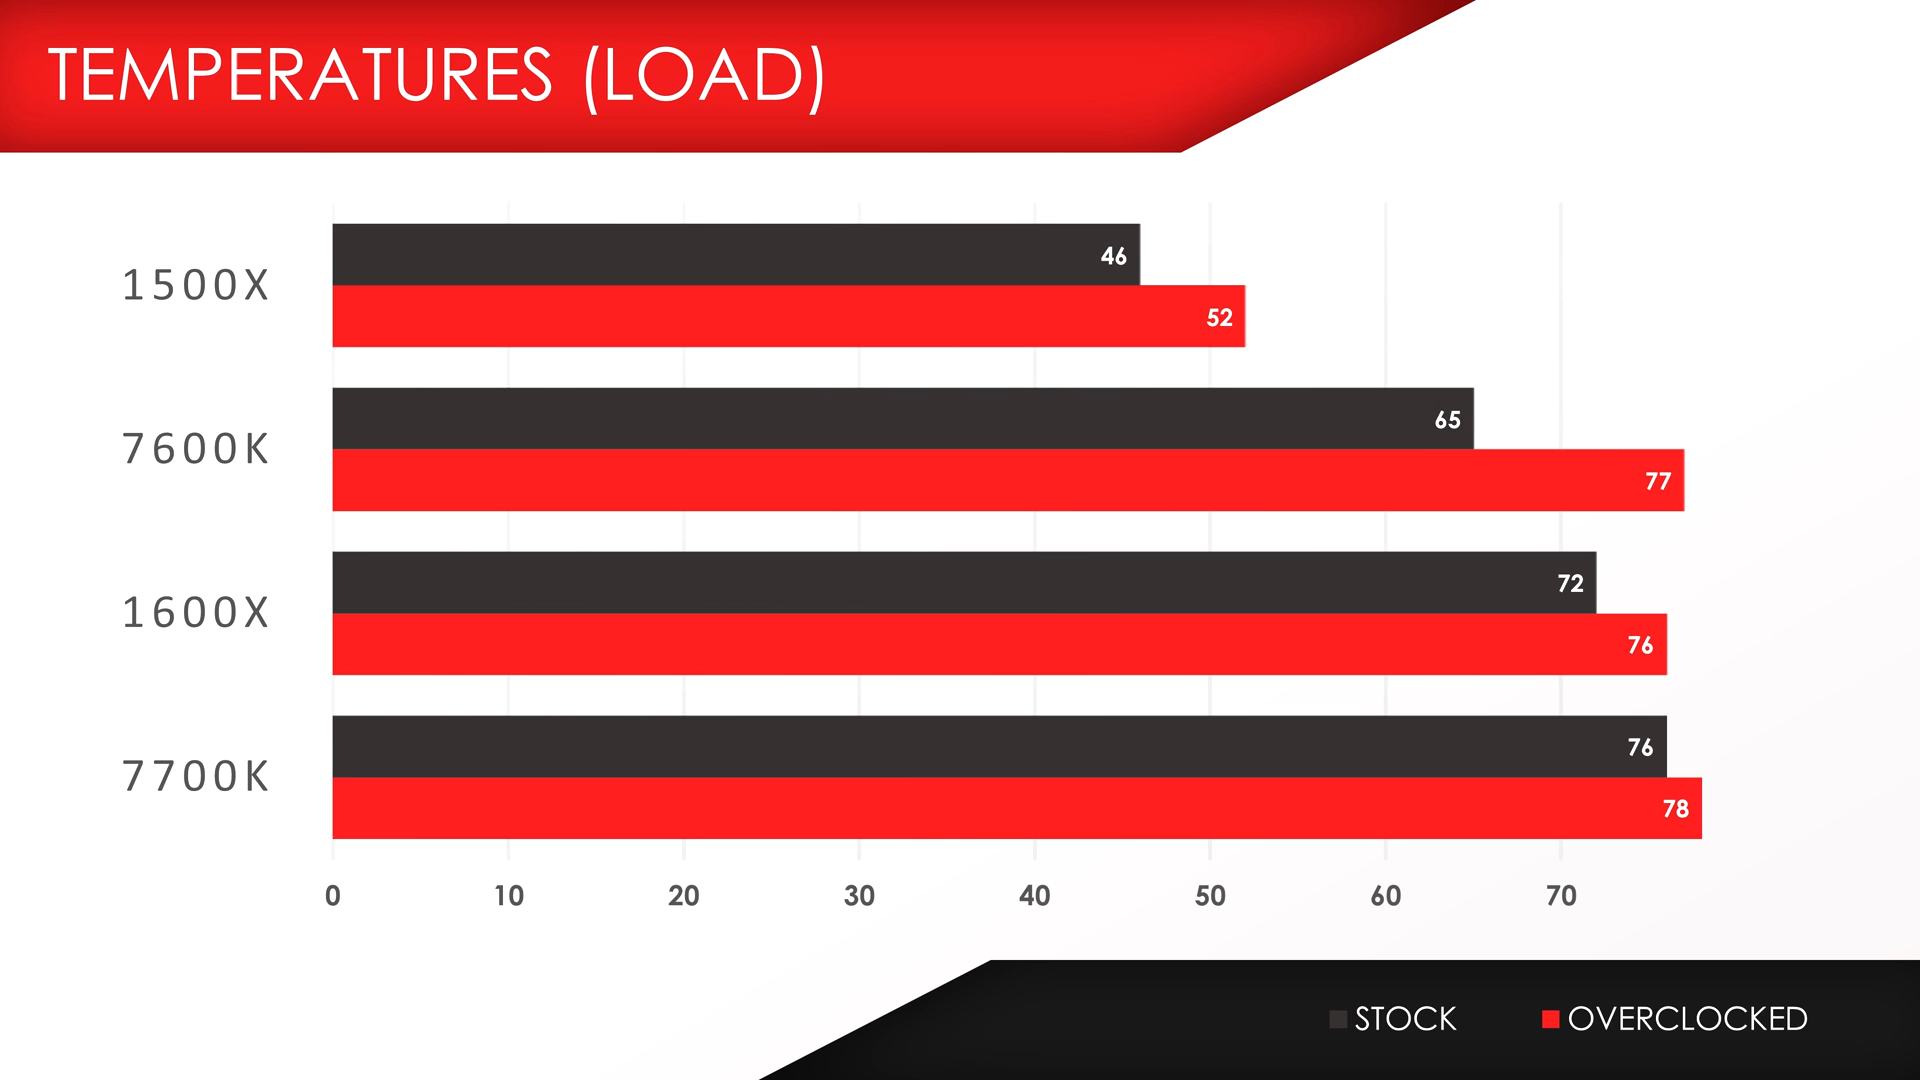 TEMPERATURES (LOAD)
1500X
46
52
7600K
65
77
1600X
72
76
7700K
76
78
0 10 20 30 40 50 60 70
STOCK OVERCLOCKED